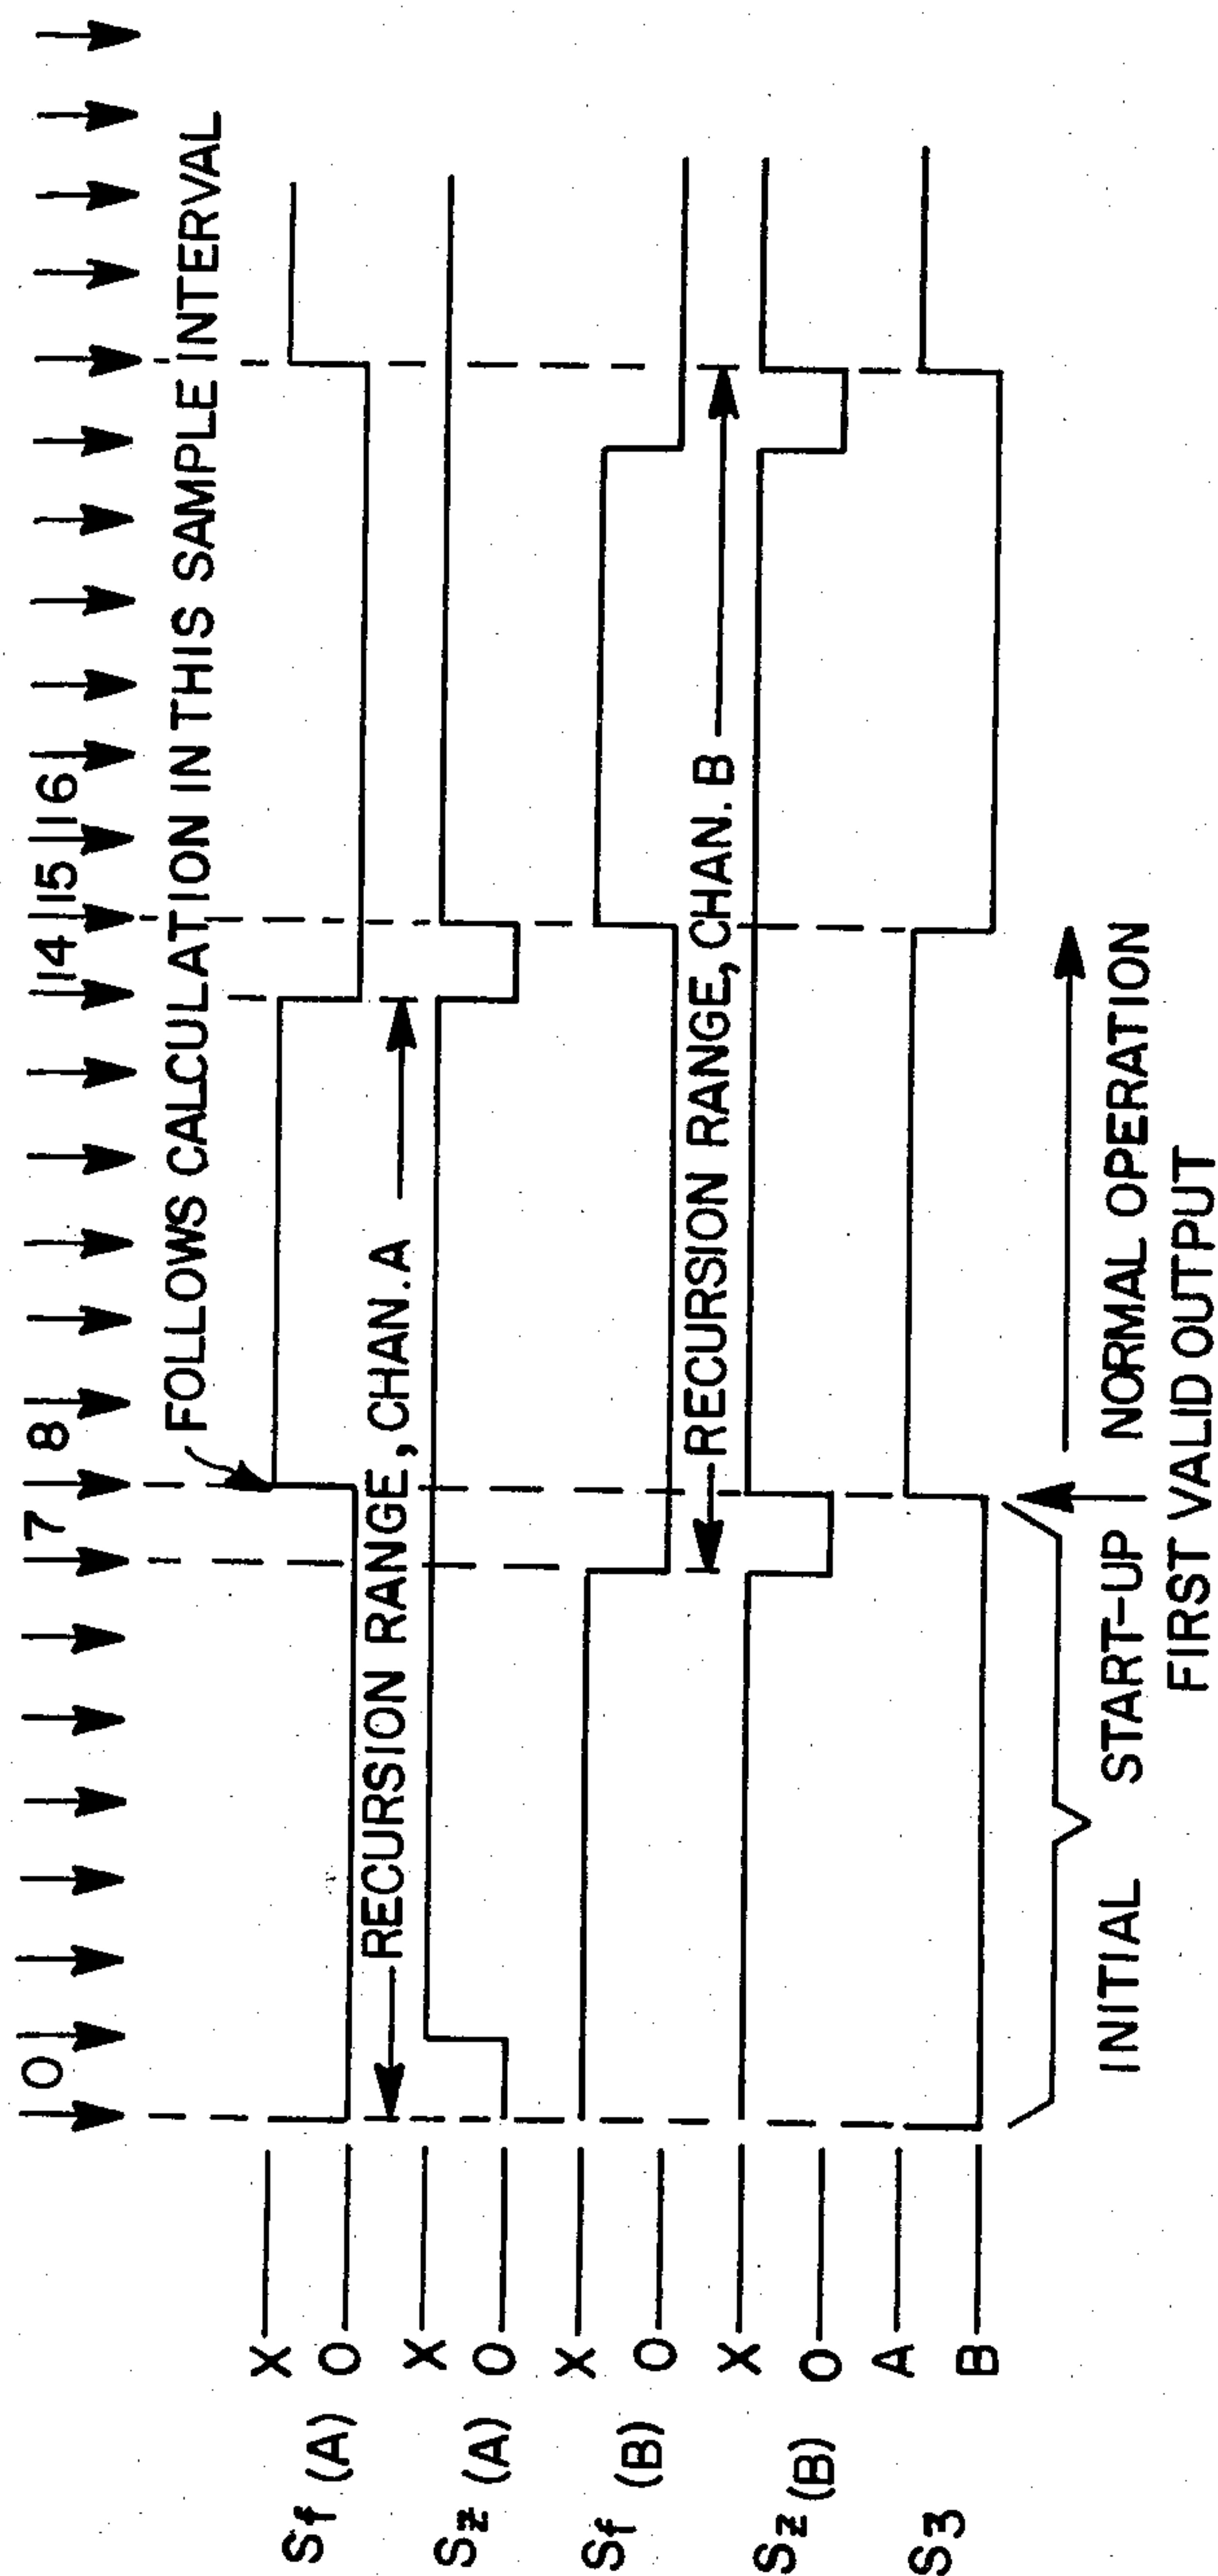 0 7 8 14 15 16
FOLLOWS CALCULATION IN THIS SAMPLE INTERVAL
Sf (A) X
O
RECURSION RANGE, CHAN. A
Sz (A) X
O
Sf (B) X
O
RECURSION RANGE, CHAN. B
Sz (B) X
O
S3 A
B
INITIAL START-UP NORMAL OPERATION
FIRST VALID OUTPUT